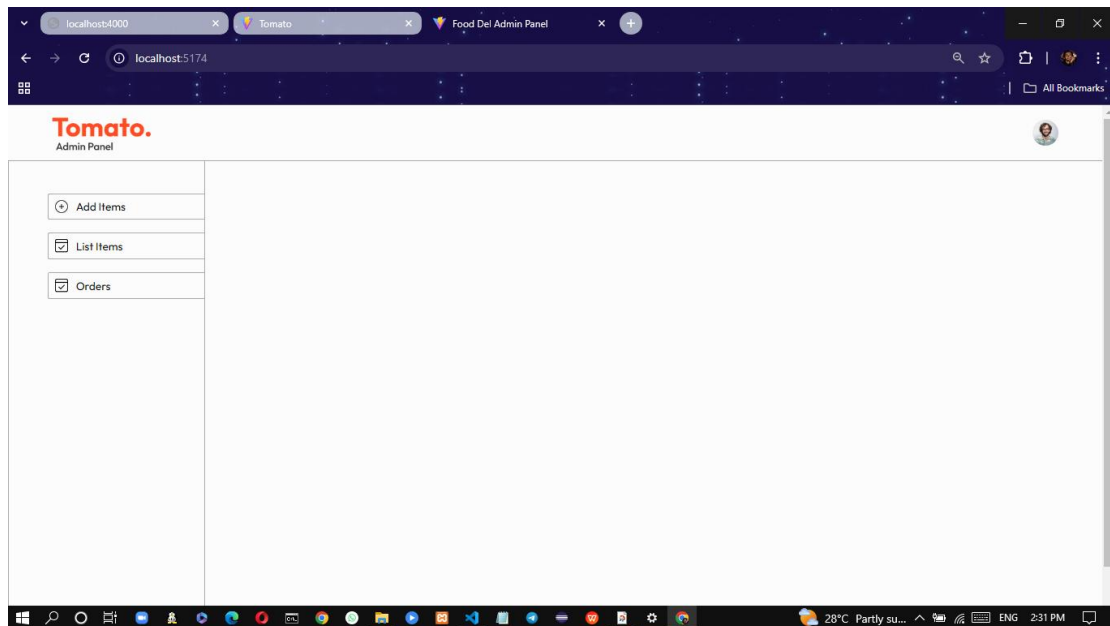 localhost:4000
Tomato
Food Del Admin Panel
localhost:5174
All Bookmarks
Tomato.
Admin Panel
Add Items
List Items
Orders
28°C Partly su... ENG 2:31 PM